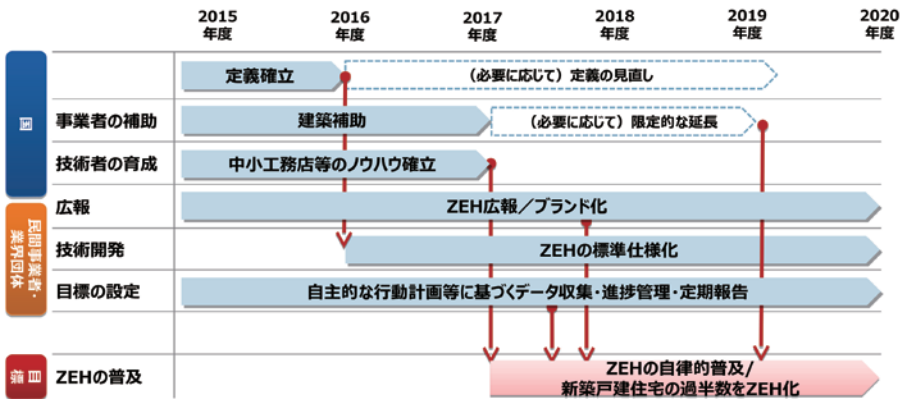 2015
年度
2016
年度
2017
年度
2018
年度
2019
年度
2020
年度
国
定義確立
（必要に応じて）定義の見直し
事業者の補助
建築補助
（必要に応じて）限定的な延長
技術者の育成
中小工務店等のノウハウ確立
広報
ZEH広報／ブランド化
民間事業者・
業界団体
技術開発
ZEHの標準仕様化
目標の設定
自主的な行動計画等に基づくデータ収集・進捗管理・定期報告
目標
ZEHの普及
ZEHの自律的普及/
新築戸建住宅の過半数をZEH化